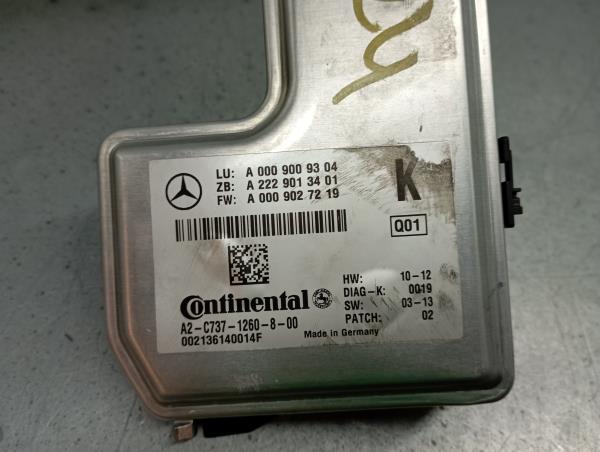 LU: A 000 900 93 04
ZB: A 222 901 34 01
FW: A 000 902 72 19
K
Q01
Continental
A2-C737-1260-8-00
002136140014F
HW: 10-12
DIAG-K: 0019
SW: 03-13
PATCH: 02
Made in Germany